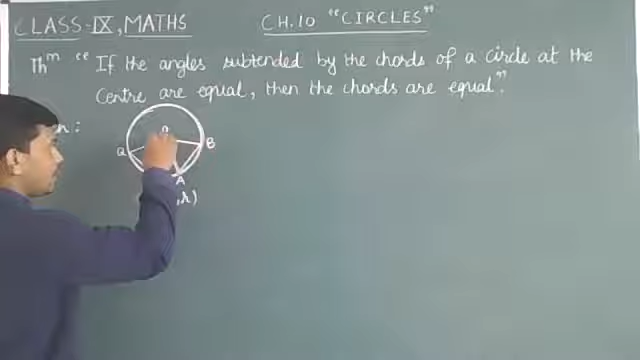 CLASS-IX, MATHS
CH.10 "CIRCLES"
Thm " If the angles subtended by the chords of a circle at the
Centre are equal, then the chords are equal".
Q
B
A